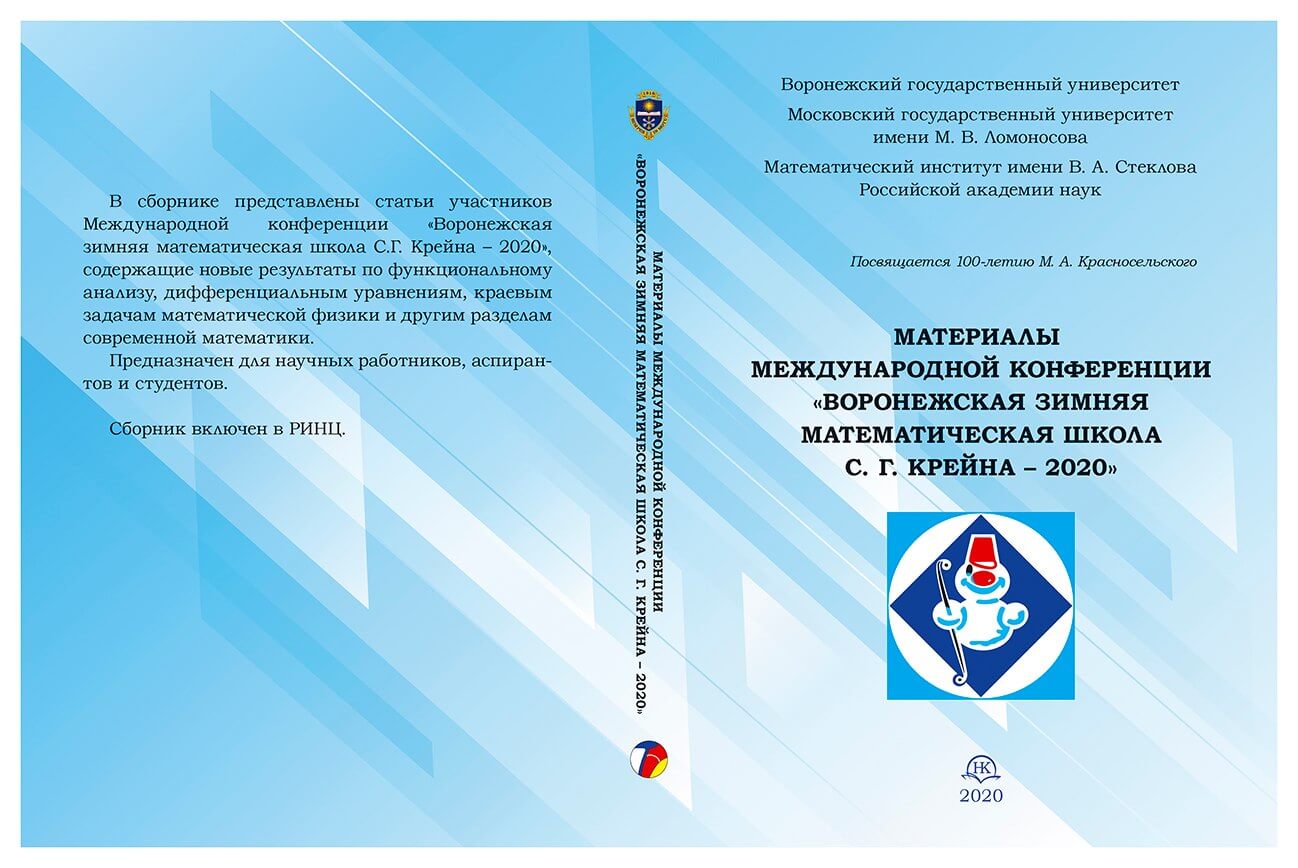 В сборнике представлены статьи участников
Международной конференции «Воронежская
зимняя математическая школа С.Г. Крейна – 2020»,
содержащие новые результаты по функциональному
анализу, дифференциальным уравнениям, краевым
задачам математической физики и другим разделам
современной математики.
Предназначен для научных работников, аспиран-
тов и студентов.
Сборник включен в РИНЦ.
МАТЕРИАЛЫ МЕЖДУНАРОДНОЙ КОНФЕРЕНЦИИ
«ВОРОНЕЖСКАЯ ЗИМНЯЯ МАТЕМАТИЧЕСКАЯ ШКОЛА С. Г. КРЕЙНА – 2020»
Воронежский государственный университет
Московский государственный университет
имени М. В. Ломоносова
Математический институт имени В. А. Стеклова
Российской академии наук
Посвящается 100-летию М. А. Красносельского
МАТЕРИАЛЫ
МЕЖДУНАРОДНОЙ КОНФЕРЕНЦИИ
«ВОРОНЕЖСКАЯ ЗИМНЯЯ
МАТЕМАТИЧЕСКАЯ ШКОЛА
С. Г. КРЕЙНА – 2020»
НК
2020